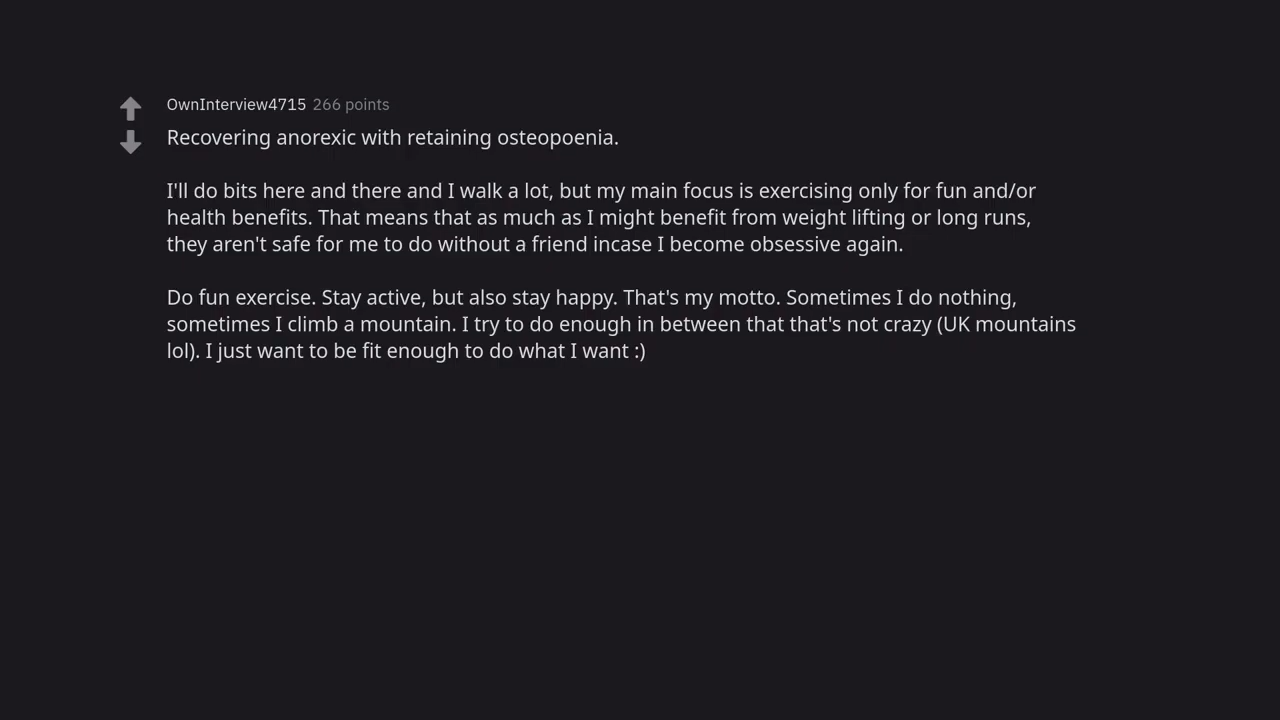 OwnInterview4715 266 points
Recovering anorexic with retaining osteopoenia.
I'll do bits here and there and I walk a lot, but my main focus is exercising only for fun and/or
health benefits. That means that as much as I might benefit from weight lifting or long runs,
they aren't safe for me to do without a friend incase I become obsessive again.
Do fun exercise. Stay active, but also stay happy. That's my motto. Sometimes I do nothing,
sometimes I climb a mountain. I try to do enough in between that that's not crazy (UK mountains
lol). I just want to be fit enough to do what I want :)